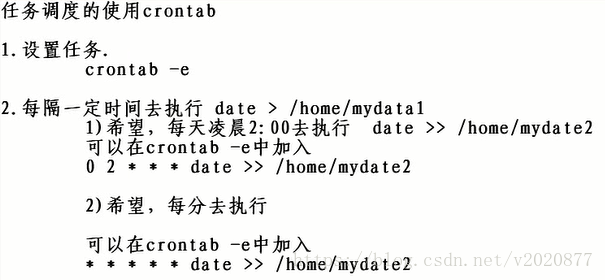 任务调度的使用crontab
1.设置任务.
crontab -e
2.每隔一定时间去执行 date > /home/mydata1
1)希望，每天凌晨2:00去执行 date >> /home/mydate2
可以在crontab -e中加入
0 2 * * * date >> /home/mydate2
2)希望，每分去执行
可以在crontab -e中加入
* * * * * date >> /home/mydate2
https://blog.csdn.net/v2020877